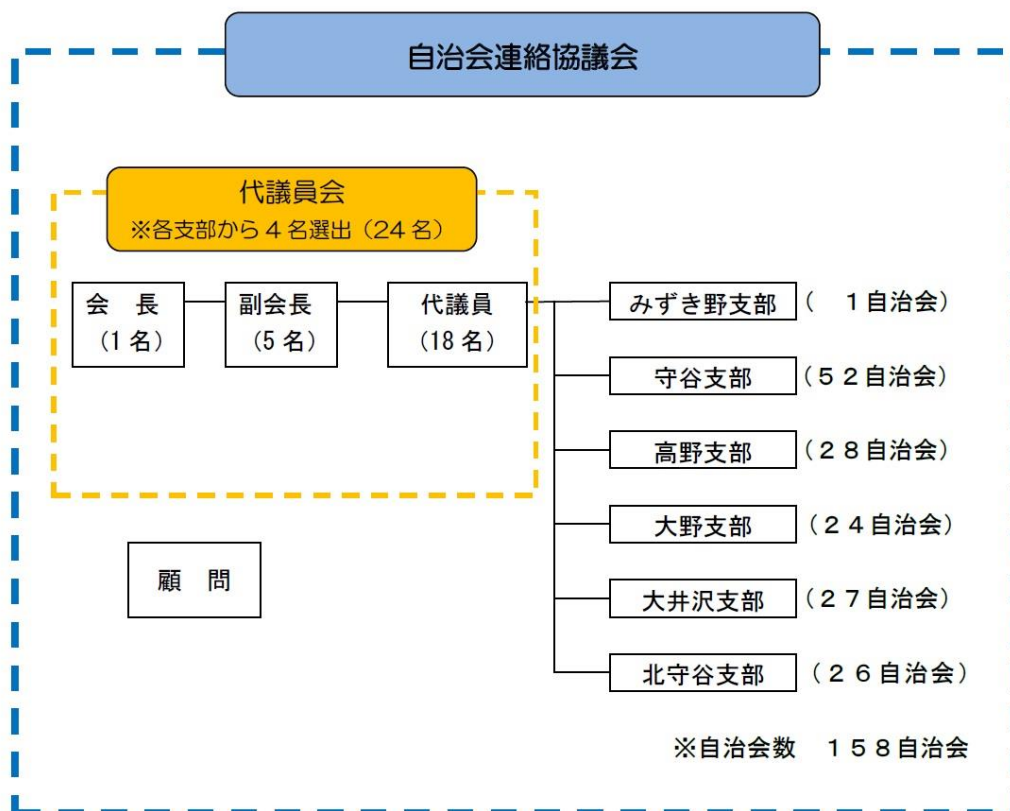 自治会連絡協議会
代議員会
※各支部から4名選出（24名）
会　長
（1名）
副会長
（5名）
代議員
（18名）
みずき野支部
（　1自治会）
守谷支部
（５２自治会）
高野支部
（２８自治会）
大野支部
（２４自治会）
大井沢支部
（２７自治会）
北守谷支部
（２６自治会）
顧　問
※自治会数　１５８自治会